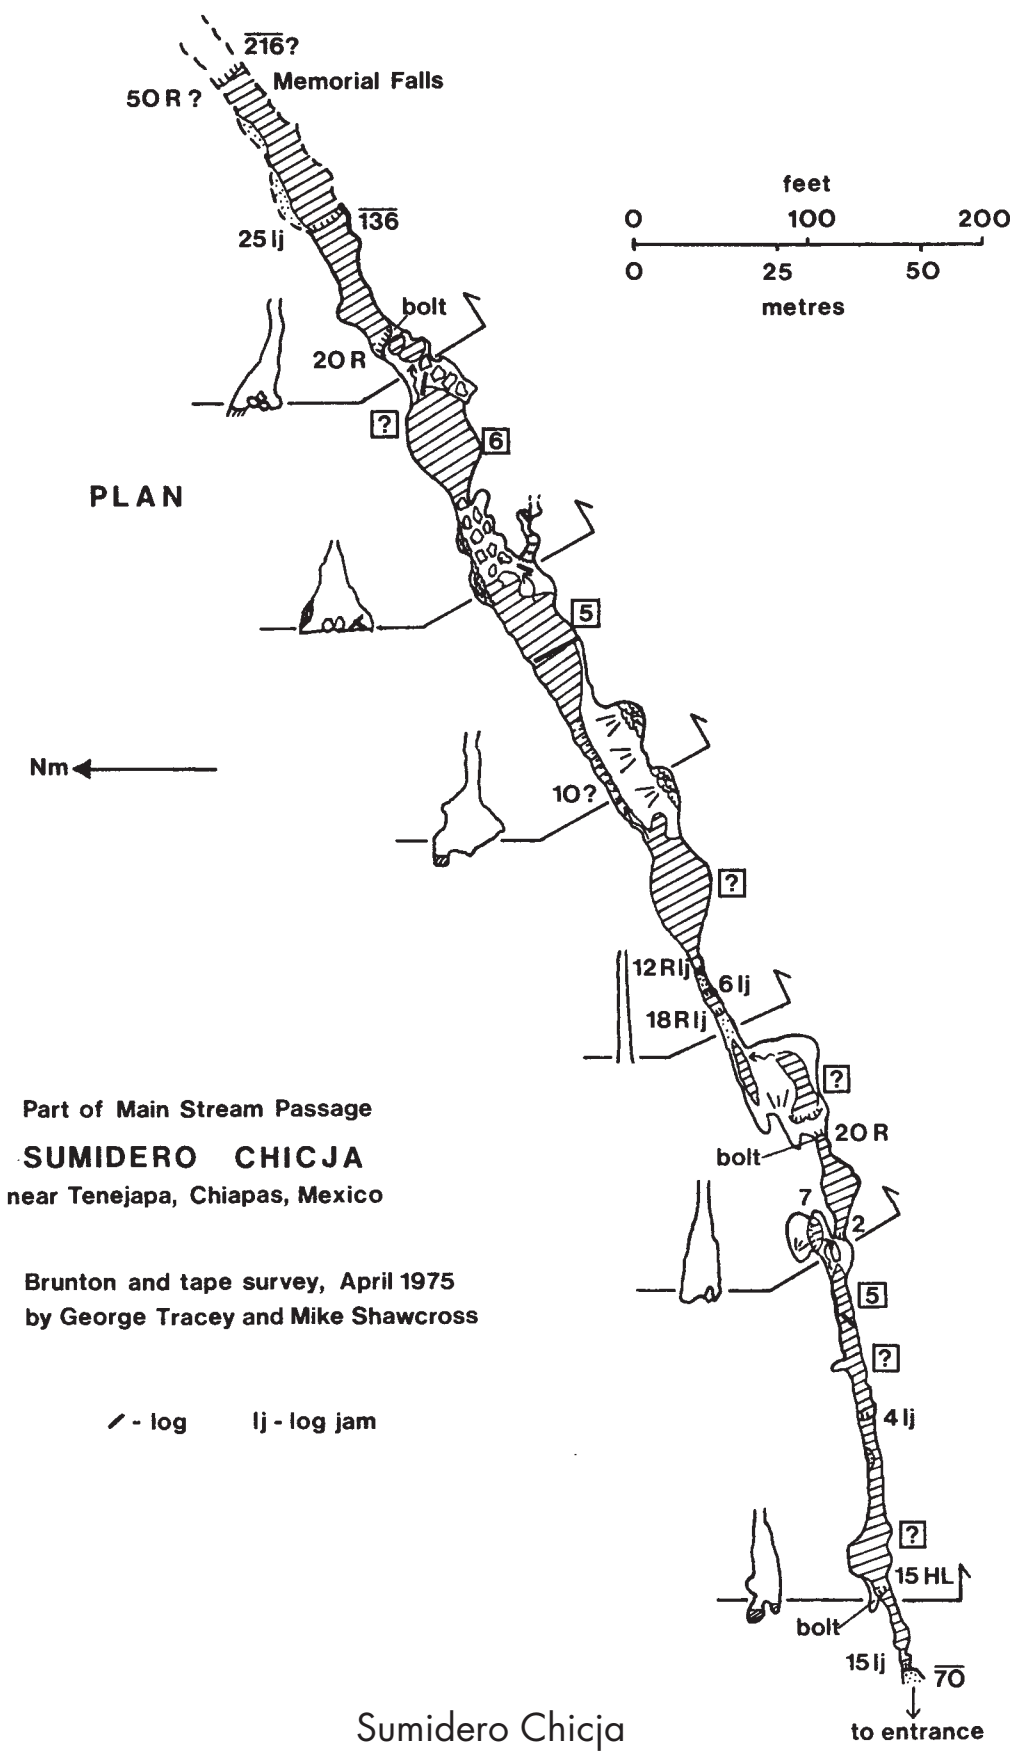 216?
Memorial Falls
50 R ?
feet
0 100 200
136
25 lj
0 25 50
metres
bolt
20 R
?
6
PLAN
5
Nm
10?
?
12 R lj
6 lj
18 R lj
?
Part of Main Stream Passage
20 R
SUMIDERO CHICJA
bolt
near Tenejapa, Chiapas, Mexico
7
2
Brunton and tape survey, April 1975
5
by George Tracey and Mike Shawcross
?
/ - log lj - log jam
4 lj
?
15 HL
bolt
15 lj
70
Sumidero Chicja
to entrance